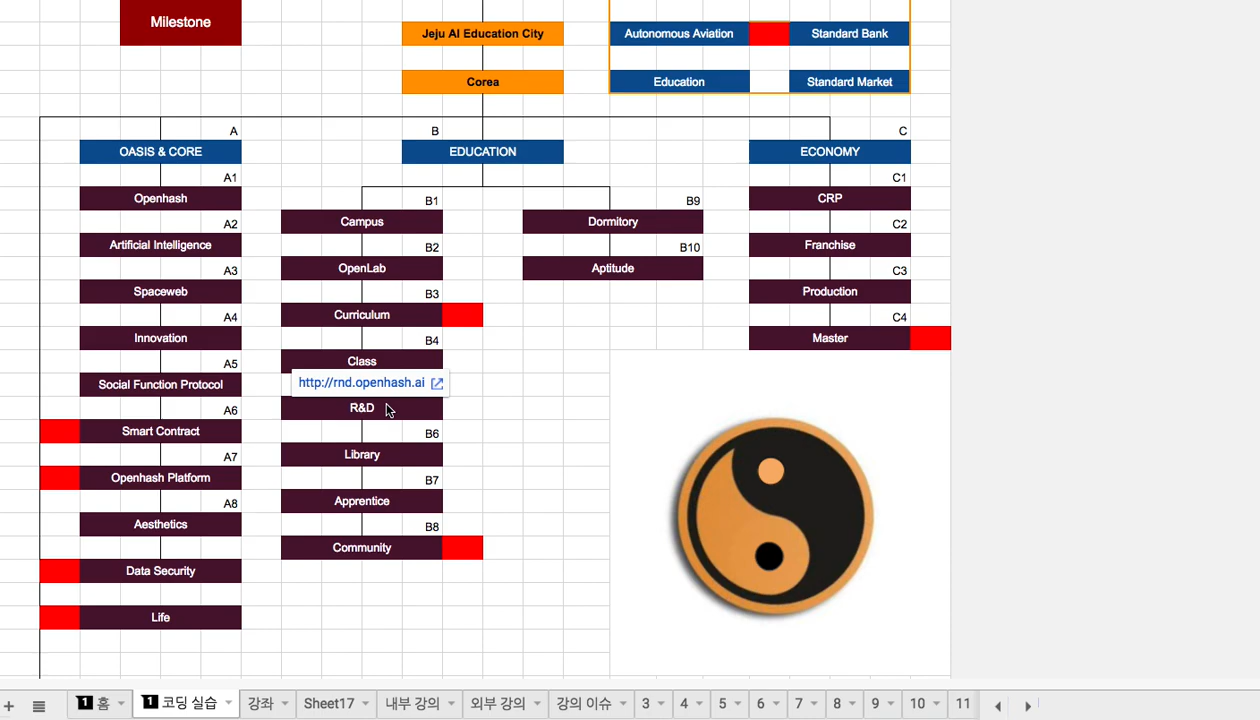 Milestone
Jeju AI Education City
Autonomous Aviation
Standard Bank
Corea
Education
Standard Market
A
OASIS & CORE
A1
Openhash
A2
Artificial Intelligence
A3
Spaceweb
A4
Innovation
A5
Social Function Protocol
A6
Smart Contract
A7
Openhash Platform
A8
Aesthetics
Data Security
Life
B
EDUCATION
B1
Campus
B2
OpenLab
B3
Curriculum
B4
Class
http://rnd.openhash.ai
R&D
B6
Library
B7
Apprentice
B8
Community
B9
Dormitory
B10
Aptitude
C
ECONOMY
C1
CRP
C2
Franchise
C3
Production
C4
Master
1 홈 1 코딩 실습 강좌 Sheet17 내부 강의 외부 강의 강의 이슈 3 4 5 6 7 8 9 10 11